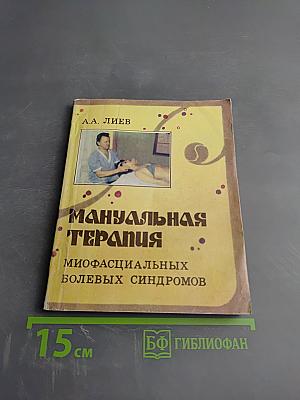 А.А. ЛИЕВ
МАНУАЛЬНАЯ
ТЕРАПИЯ
МИОФАСЦИАЛЬНЫХ
БОЛЕВЫХ СИНДРОМОВ
15 см
БФ ГИБЛИОФАН